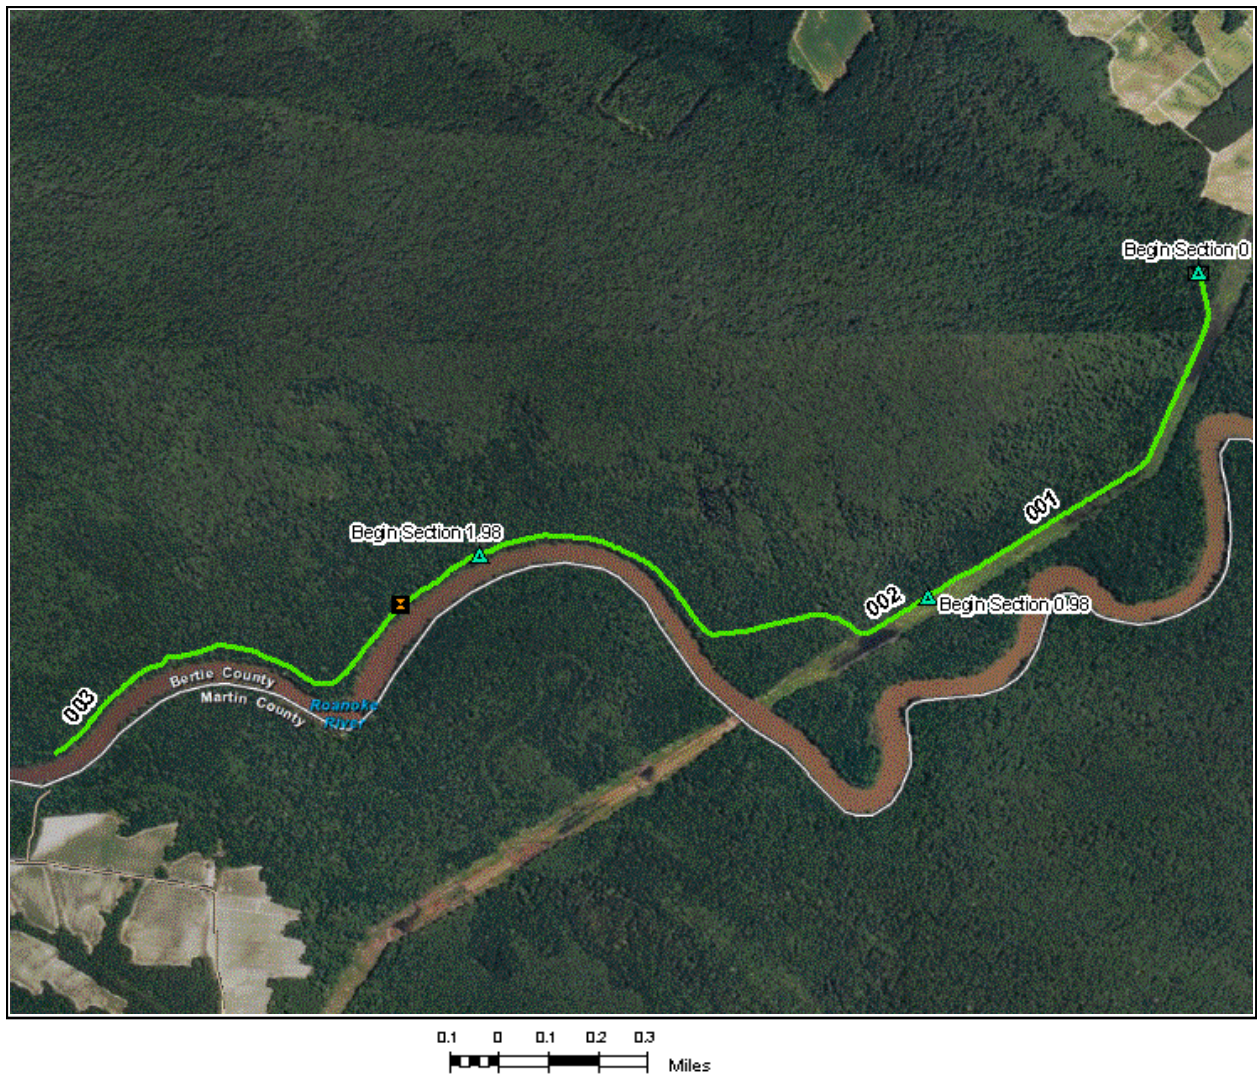 Begin Section 0
001
Begin Section 1.98
002
Begin Section 0.98
Bertie County
Martin County
003
Roanoke
River
0.1 0 0.1 0.2 0.3
Miles